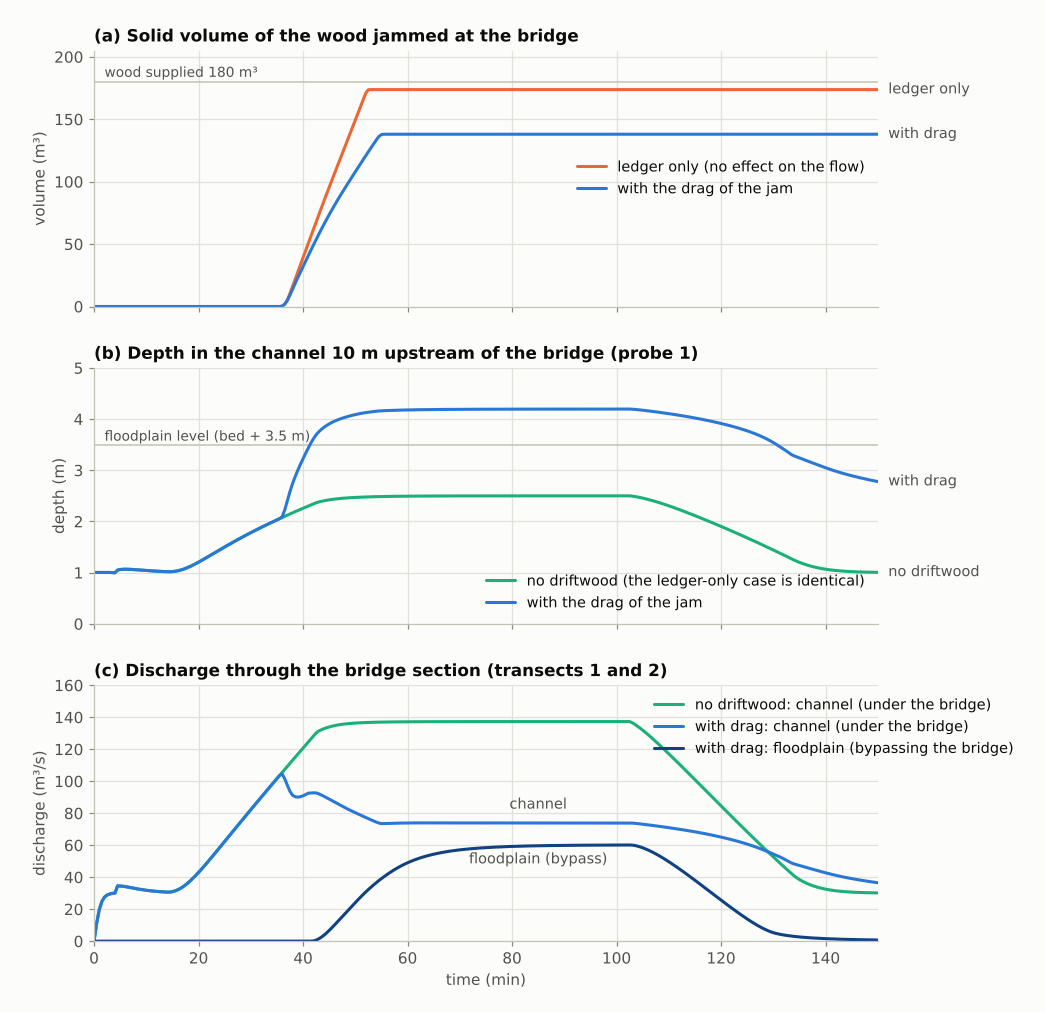 (a) Solid volume of the wood jammed at the bridge
200
wood supplied 180 m³
ledger only
150
with drag
ledger only (no effect on the flow)
with the drag of the jam
100
50
0
volume (m³)
(b) Depth in the channel 10 m upstream of the bridge (probe 1)
5
4
floodplain level (bed + 3.5 m)
3
with drag
2
1
no driftwood
no driftwood (the ledger-only case is identical)
with the drag of the jam
0
depth (m)
(c) Discharge through the bridge section (transects 1 and 2)
160
no driftwood: channel (under the bridge)
140
with drag: channel (under the bridge)
120
with drag: floodplain (bypassing the bridge)
100
channel
80
60
floodplain (bypass)
40
20
0
discharge (m³/s)
0 20 40 60 80 100 120 140
time (min)